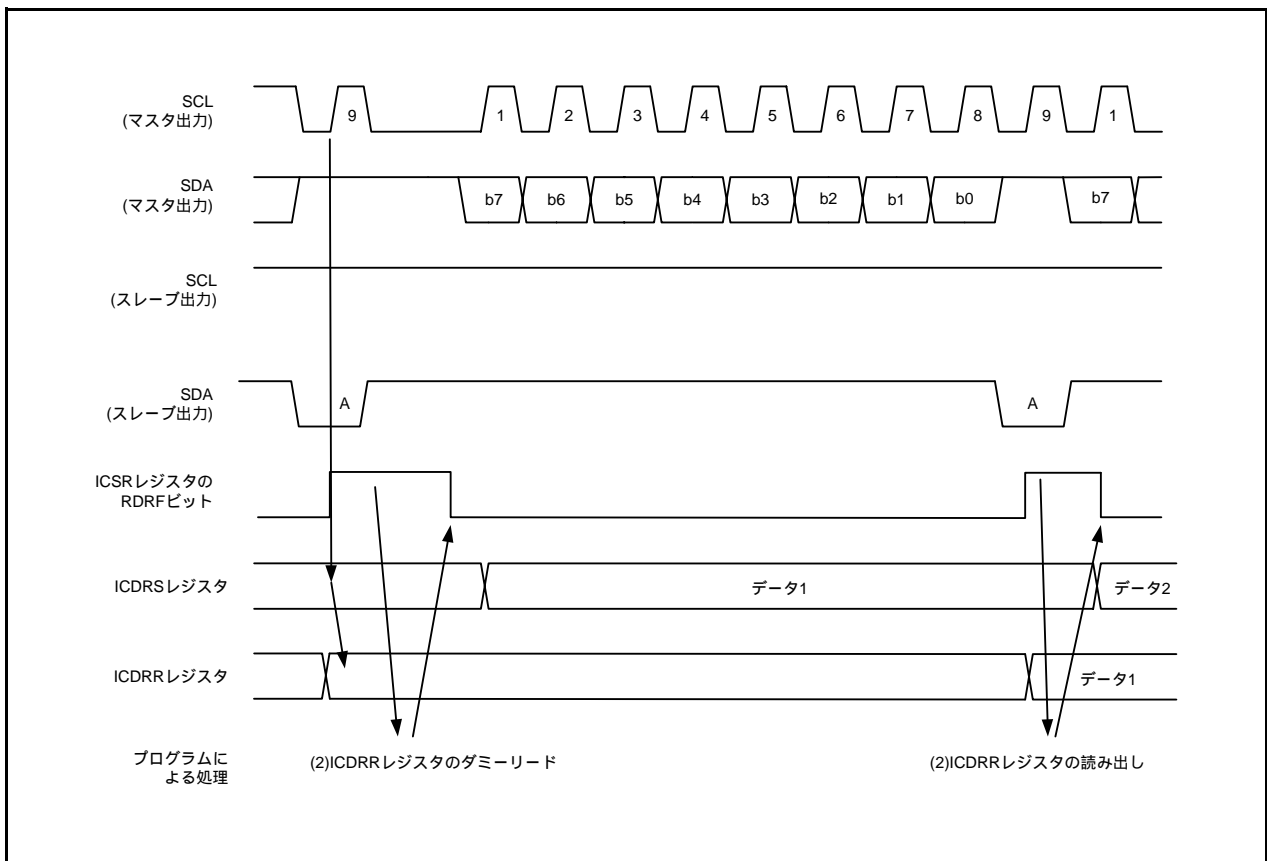 SCL
(マスタ出力)
9 1 2 3 4 5 6 7 8 9 1
SDA
(マスタ出力)
b7 b6 b5 b4 b3 b2 b1 b0 b7
SCL
(スレーブ出力)
SDA
(スレーブ出力)
A A
ICSRレジスタの
RDRFビット
ICDRSレジスタ
データ1 データ2
ICDRRレジスタ
データ1
プログラムに
よる処理
(2)ICDRRレジスタのダミーリード (2)ICDRRレジスタの読み出し